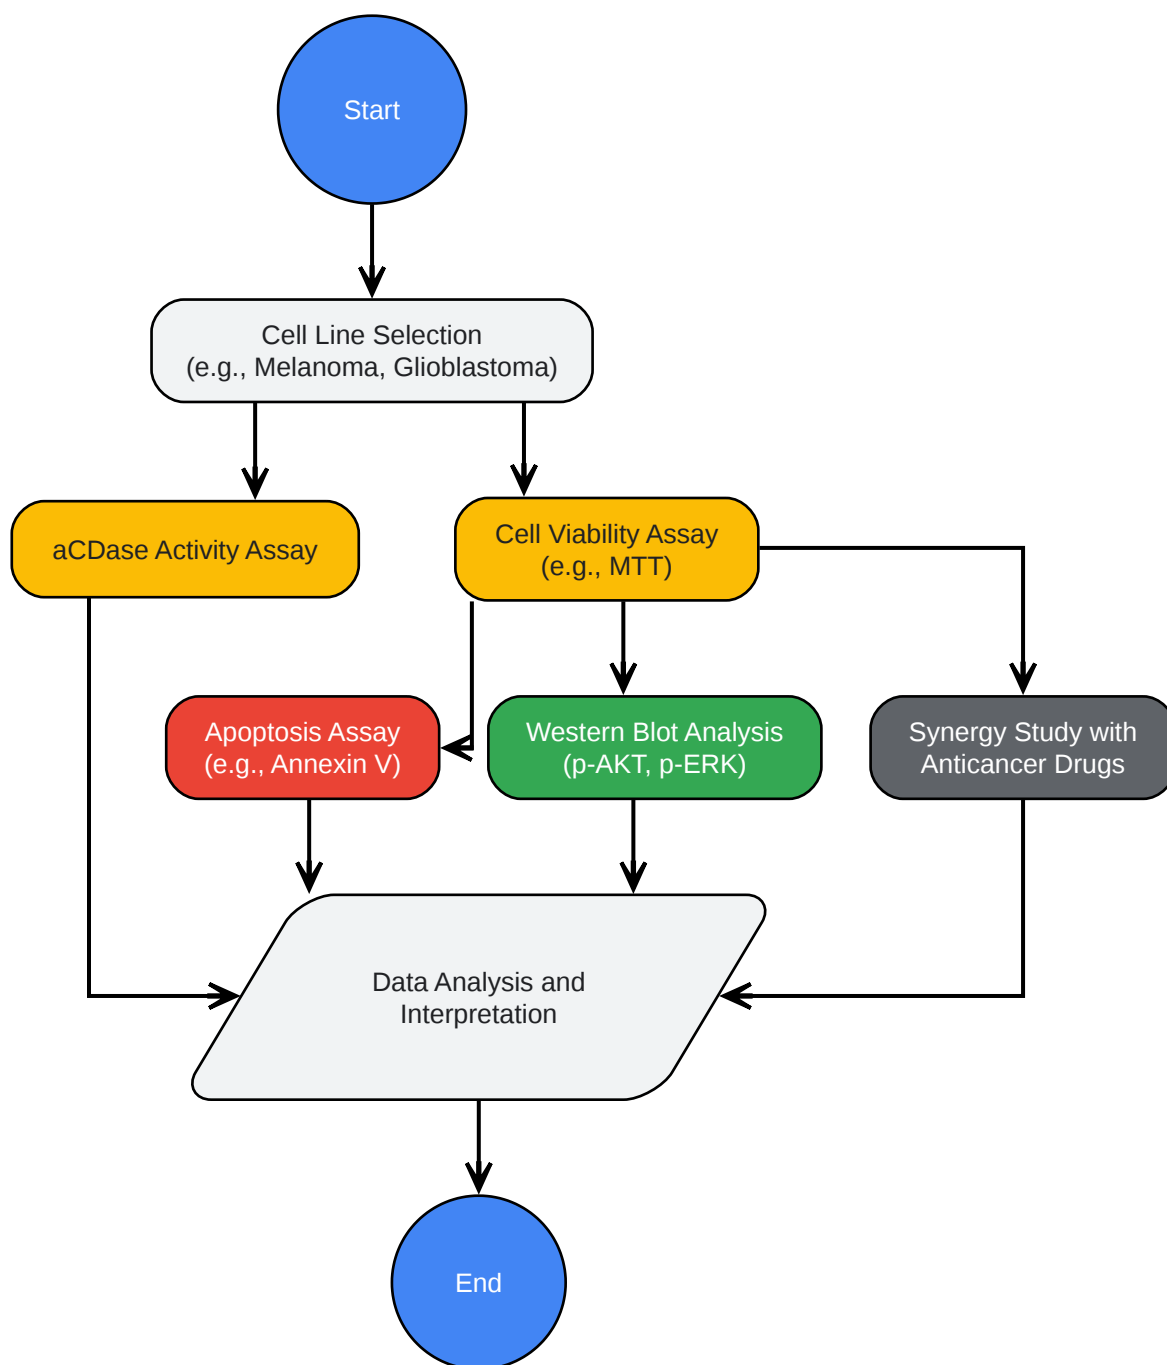 Start
Cell Line Selection
(e.g., Melanoma, Glioblastoma)
aCDase Activity Assay
Cell Viability Assay
(e.g., MTT)
Apoptosis Assay
(e.g., Annexin V)
Western Blot Analysis
(p-AKT, p-ERK)
Synergy Study with
Anticancer Drugs
Data Analysis and
Interpretation
End